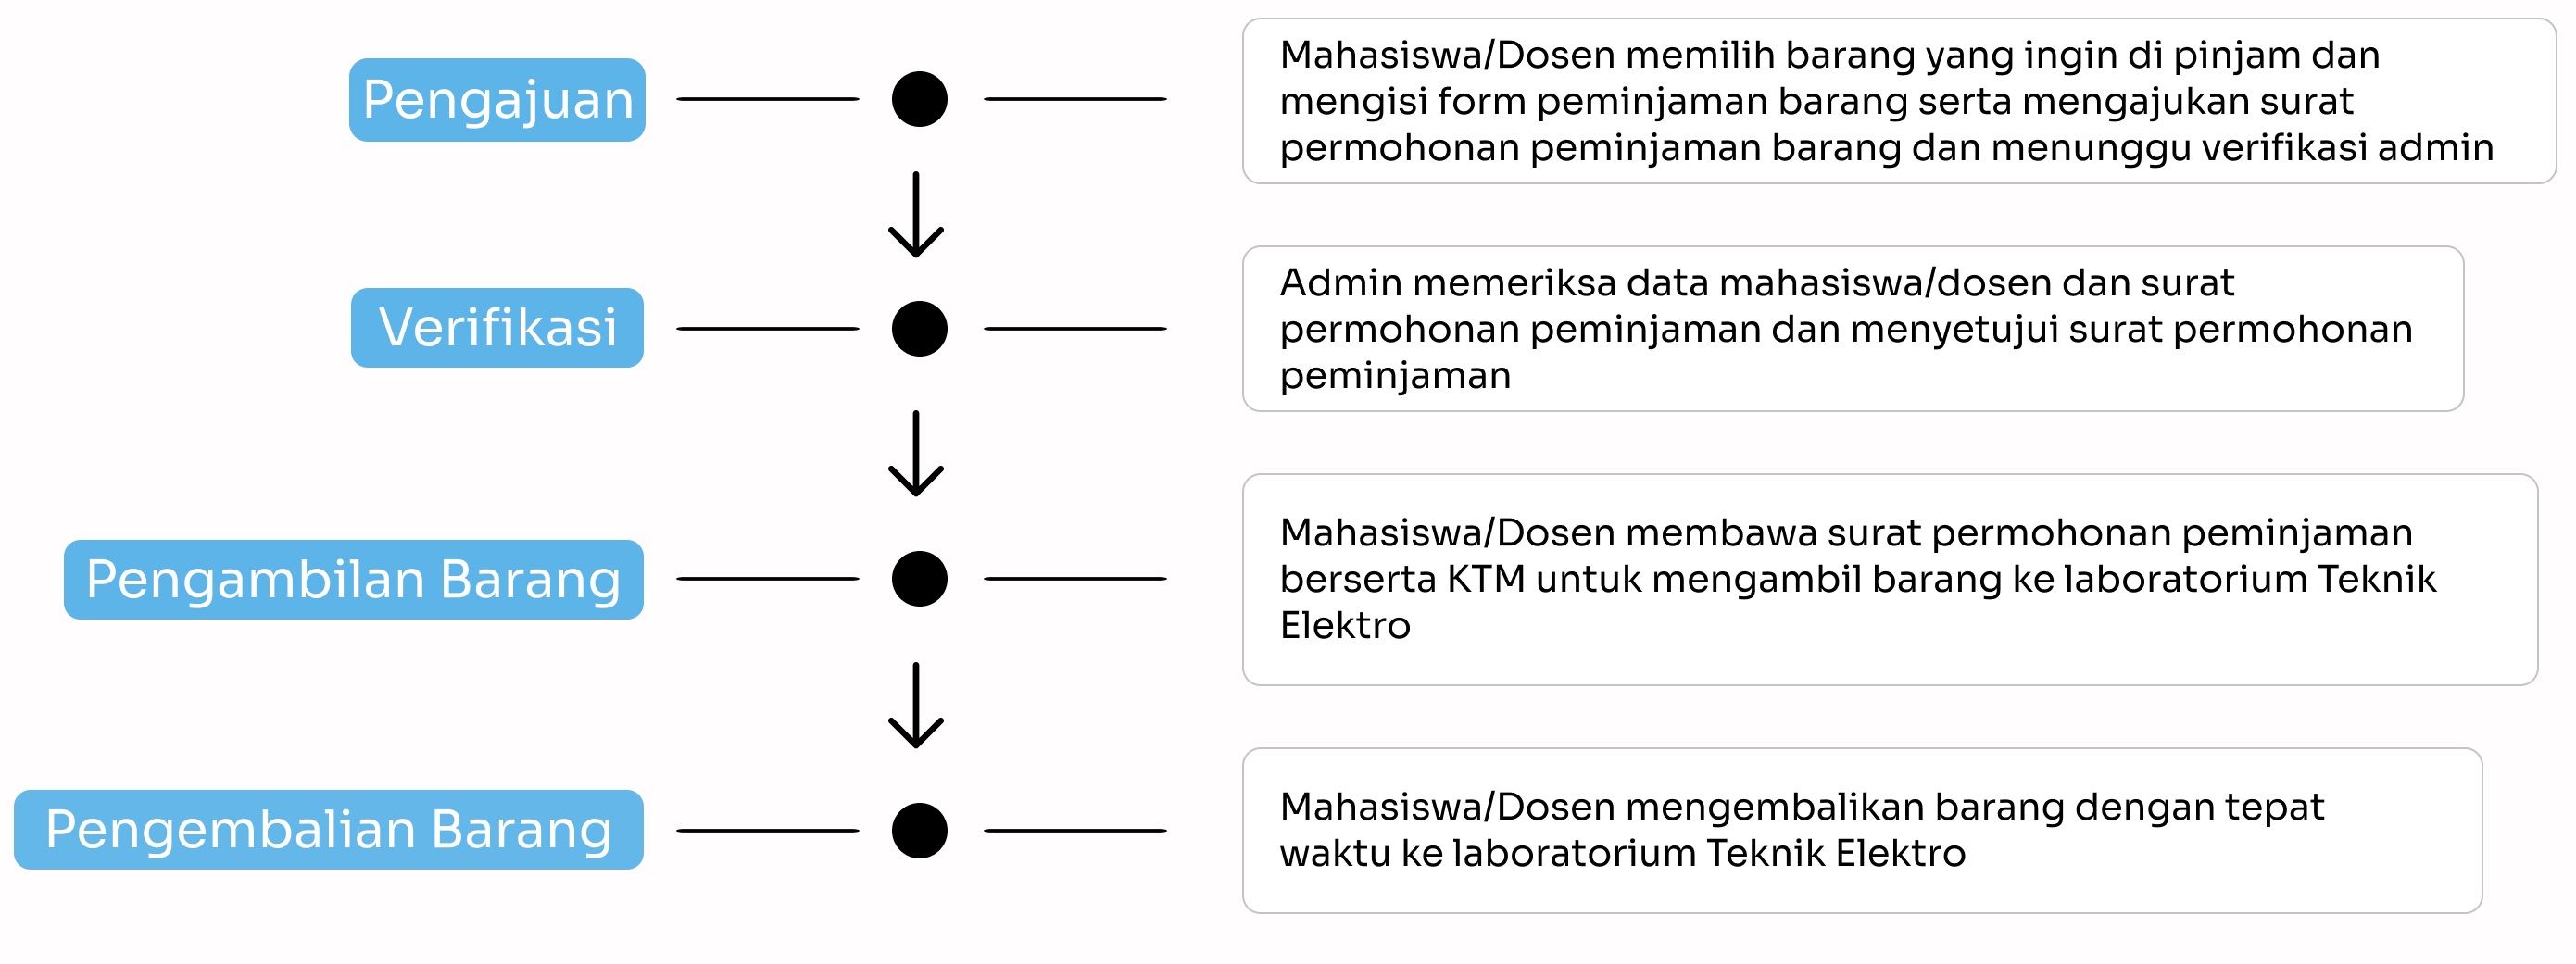 Pengajuan
Mahasiswa/Dosen memilih barang yang ingin di pinjam dan
mengisi form peminjaman barang serta mengajukan surat
permohonan peminjaman barang dan menunggu verifikasi admin
Verifikasi
Admin memeriksa data mahasiswa/dosen dan surat
permohonan peminjaman dan menyetujui surat permohonan
peminjaman
Pengambilan Barang
Mahasiswa/Dosen membawa surat permohonan peminjaman
berserta KTM untuk mengambil barang ke laboratorium Teknik
Elektro
Pengembalian Barang
Mahasiswa/Dosen mengembalikan barang dengan tepat
waktu ke laboratorium Teknik Elektro